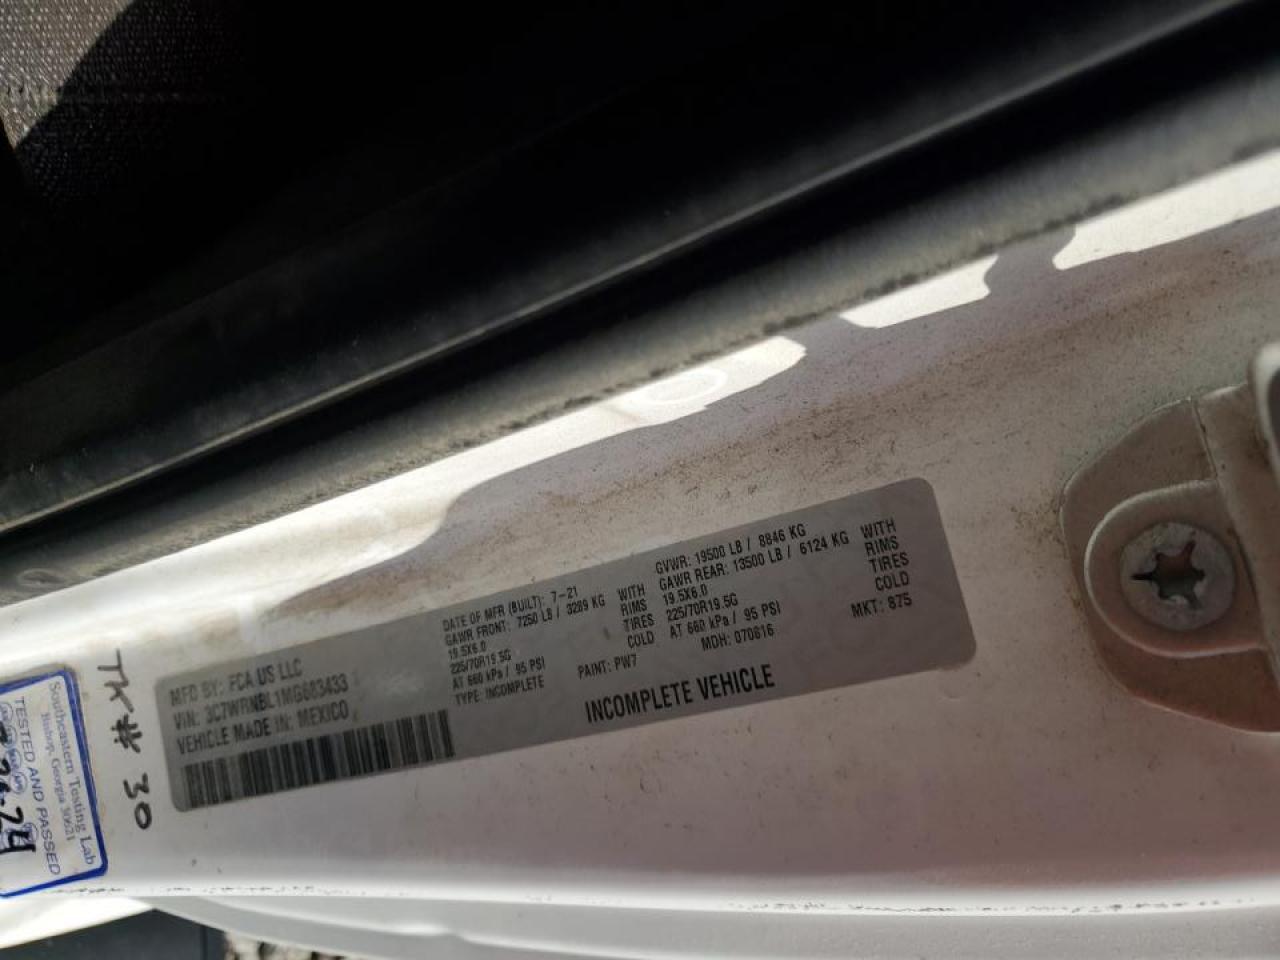 MFD BY: FCA US LLC
VIN: 3C7WRNBL1MG683433
VEHICLE MADE IN: MEXICO
DATE OF MFR (BUILT): 7-21
GAWR FRONT: 7250 LB / 3289 KG WITH
19.5X6.0 RIMS
225/70R19.5G TIRES
AT 660 kPa / 95 PSI COLD
TYPE: INCOMPLETE
PAINT: PW7
GVWR: 19500 LB / 8846 KG
GAWR REAR: 13500 LB / 6124 KG WITH
19.5X6.0 RIMS
225/70R19.5G TIRES
AT 660 kPa / 95 PSI COLD
MDH: 070816
MKT: 875
INCOMPLETE VEHICLE
TK# 30
Southeastern Testing Lab
Bishop, Georgia 30621
TESTED AND PASSED